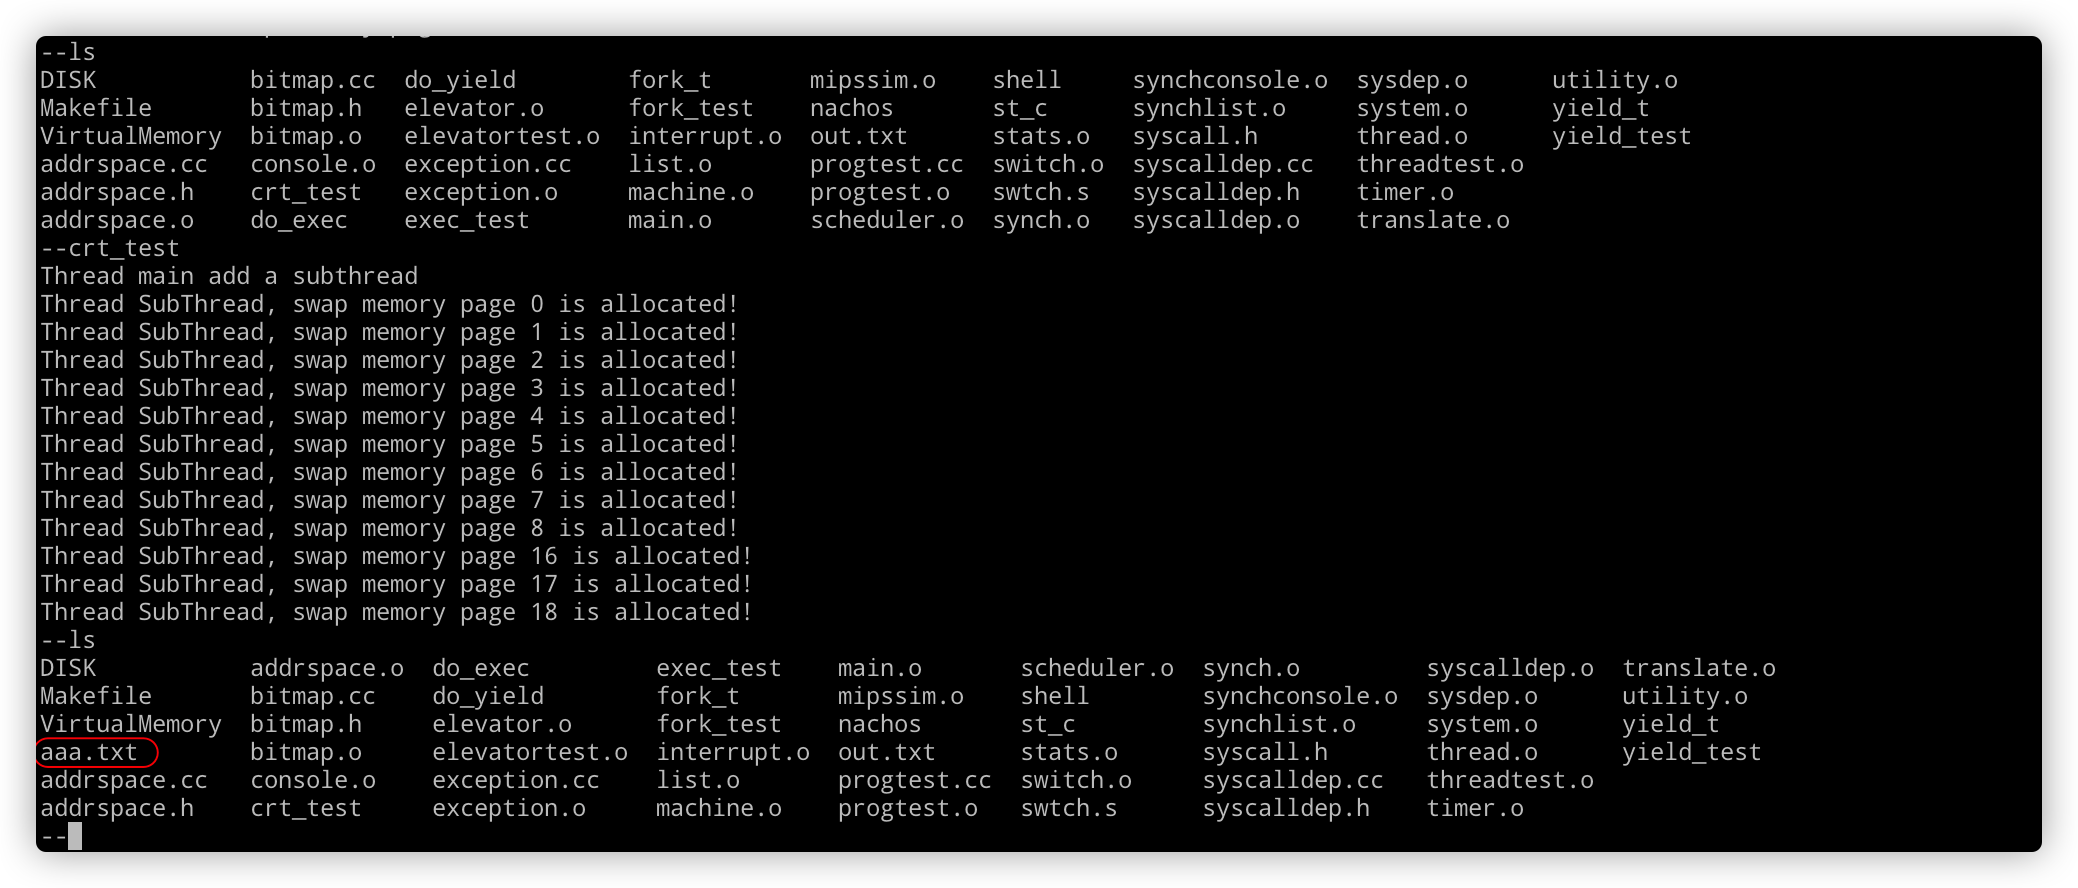 --ls
DISK           bitmap.cc  do_yield        fork_t       mipssim.o    shell     synchconsole.o  sysdep.o      utility.o
Makefile       bitmap.h   elevator.o      fork_test    nachos       st_c      synchlist.o     system.o      yield_t
VirtualMemory  bitmap.o   elevatortest.o  interrupt.o  out.txt      stats.o   syscall.h       thread.o      yield_test
addrspace.cc   console.o  exception.cc    list.o       progtest.cc  switch.o  syscalldep.cc   threadtest.o
addrspace.h    crt_test   exception.o     machine.o    progtest.o   swtch.s   syscalldep.h    timer.o
addrspace.o    do_exec    exec_test       main.o       scheduler.o  synch.o   syscalldep.o    translate.o
--crt_test
Thread main add a subthread
Thread SubThread, swap memory page 0 is allocated!
Thread SubThread, swap memory page 1 is allocated!
Thread SubThread, swap memory page 2 is allocated!
Thread SubThread, swap memory page 3 is allocated!
Thread SubThread, swap memory page 4 is allocated!
Thread SubThread, swap memory page 5 is allocated!
Thread SubThread, swap memory page 6 is allocated!
Thread SubThread, swap memory page 7 is allocated!
Thread SubThread, swap memory page 8 is allocated!
Thread SubThread, swap memory page 16 is allocated!
Thread SubThread, swap memory page 17 is allocated!
Thread SubThread, swap memory page 18 is allocated!
--ls
DISK           addrspace.o  do_exec         exec_test    main.o       scheduler.o  synch.o         syscalldep.o  translate.o
Makefile       bitmap.cc    do_yield        fork_t       mipssim.o    shell        synchconsole.o  sysdep.o      utility.o
VirtualMemory  bitmap.h     elevator.o      fork_test    nachos       st_c         synchlist.o     system.o      yield_t
aaa.txt        bitmap.o     elevatortest.o  interrupt.o  out.txt      stats.o      syscall.h       thread.o      yield_test
addrspace.cc   console.o    exception.cc    list.o       progtest.cc  switch.o     syscalldep.cc   threadtest.o
addrspace.h    crt_test     exception.o     machine.o    progtest.o   swtch.s      syscalldep.h    timer.o
--